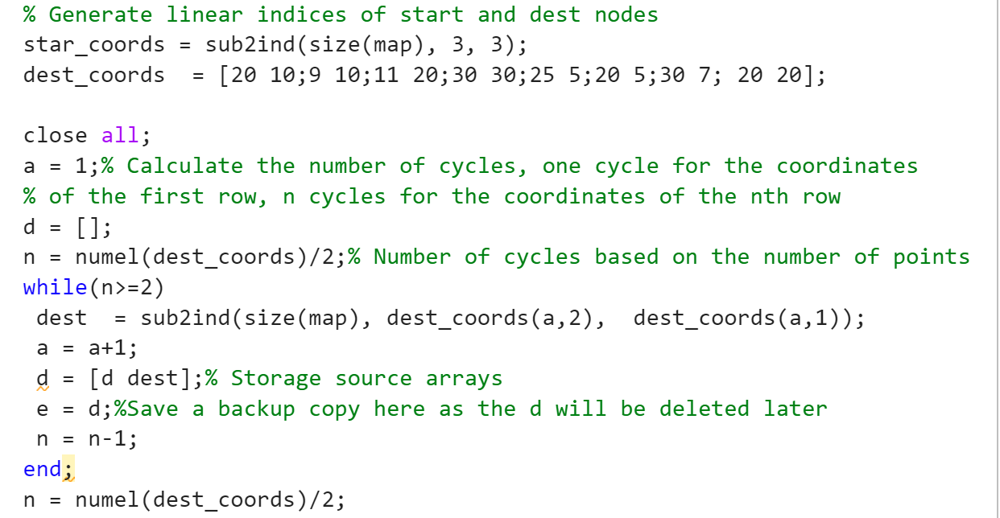 % Generate linear indices of start and dest nodes
star_coords = sub2ind(size(map), 3, 3);
dest_coords  = [20 10;9 10;11 20;30 30;25 5;20 5;30 7; 20 20];
close all;
a = 1;% Calculate the number of cycles, one cycle for the coordinates
% of the first row, n cycles for the coordinates of the nth row
d = [];
n = numel(dest_coords)/2;% Number of cycles based on the number of points
while(n>=2)
 dest  = sub2ind(size(map), dest_coords(a,2),  dest_coords(a,1));
 a = a+1;
 d = [d dest];% Storage source arrays
 e = d;%Save a backup copy here as the d will be deleted later
 n = n-1;
end;
n = numel(dest_coords)/2;